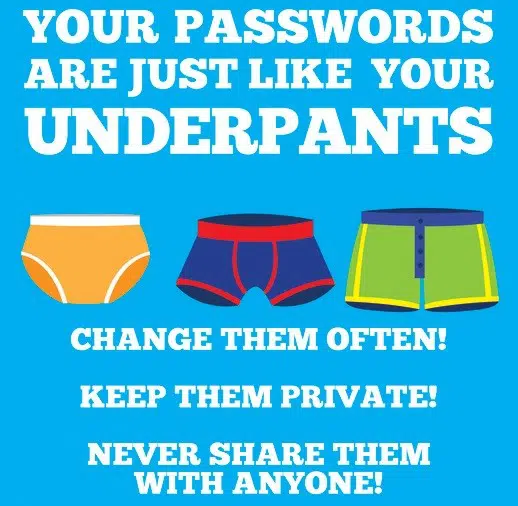 YOUR PASSWORDS
ARE JUST LIKE YOUR
UNDERPANTS
CHANGE THEM OFTEN!
KEEP THEM PRIVATE!
NEVER SHARE THEM
WITH ANYONE!